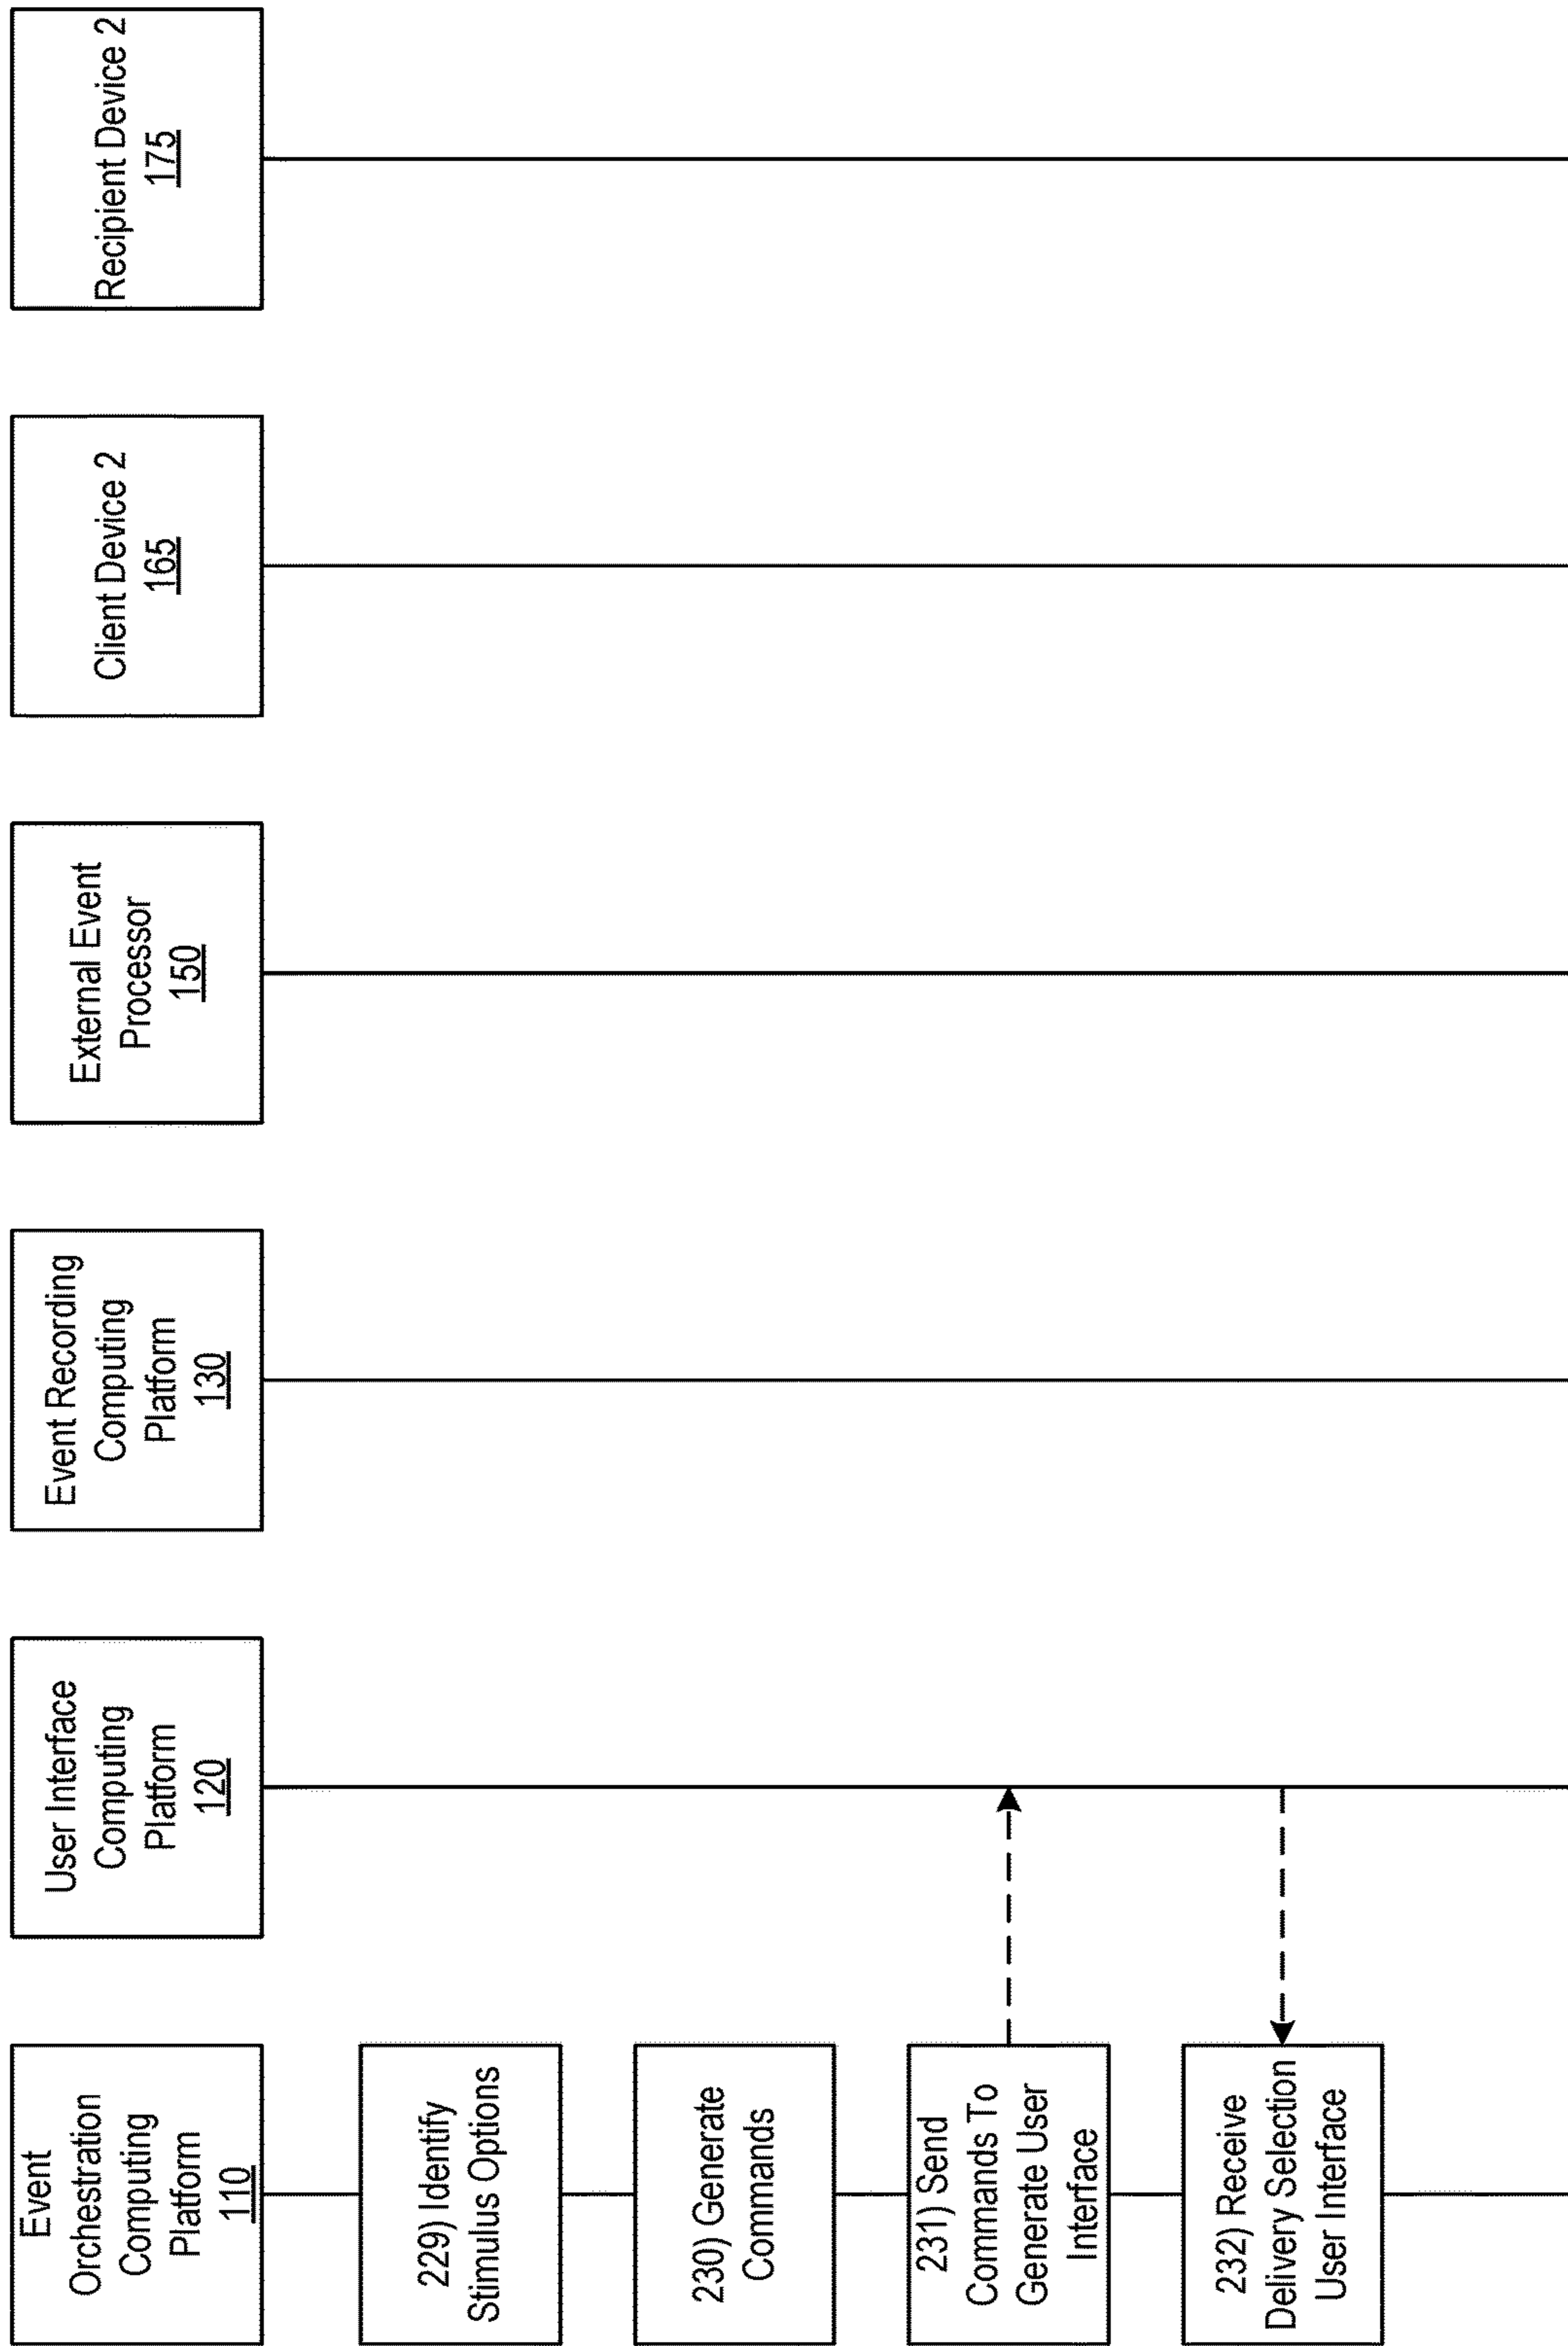 Event
Orchestration
Computing
Platform
110
User Interface
Computing
Platform
120
Event Recording
Computing
Platform
130
External Event
Processor
150
Client Device 2
165
Recipient Device 2
175
229) Identify
Stimulus Options
230) Generate
Commands
231) Send
Commands To
Generate User
Interface
232) Receive
Delivery Selection
User Interface